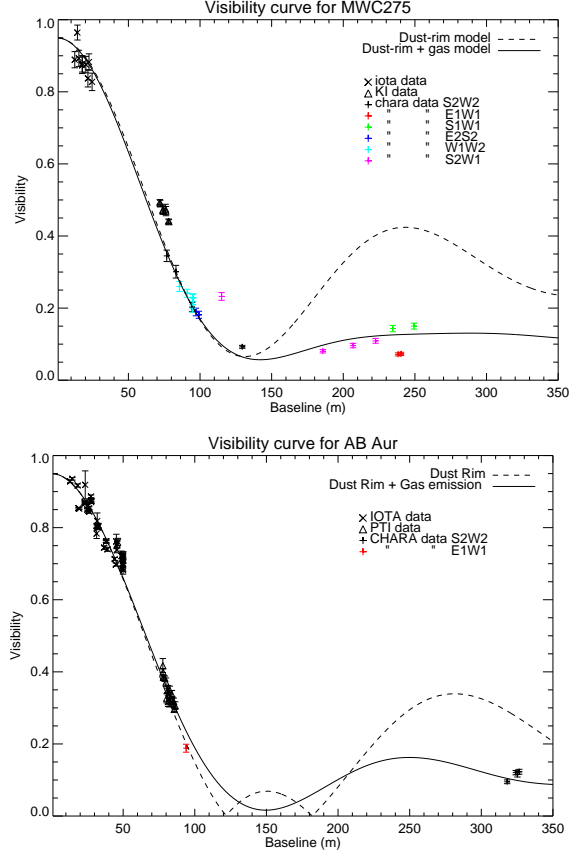 Visibility curve for MWC275
Dust-rim model
Dust-rim + gas model
iota data
KI data
chara data S2W2
" " E1W1
" " S1W1
" " E2S2
" " W1W2
" " S2W1
1.0
0.8
0.6
0.4
0.2
0.0
Visibility
0 50 100 150 200 250 300 350
Baseline (m)
Visibility curve for AB Aur
Dust Rim
Dust Rim + Gas emission
IOTA data
PTI data
CHARA data S2W2
" " E1W1
1.0
0.8
0.6
0.4
0.2
0.0
Visibility
50 100 150 200 250 300 350
Baseline (m)